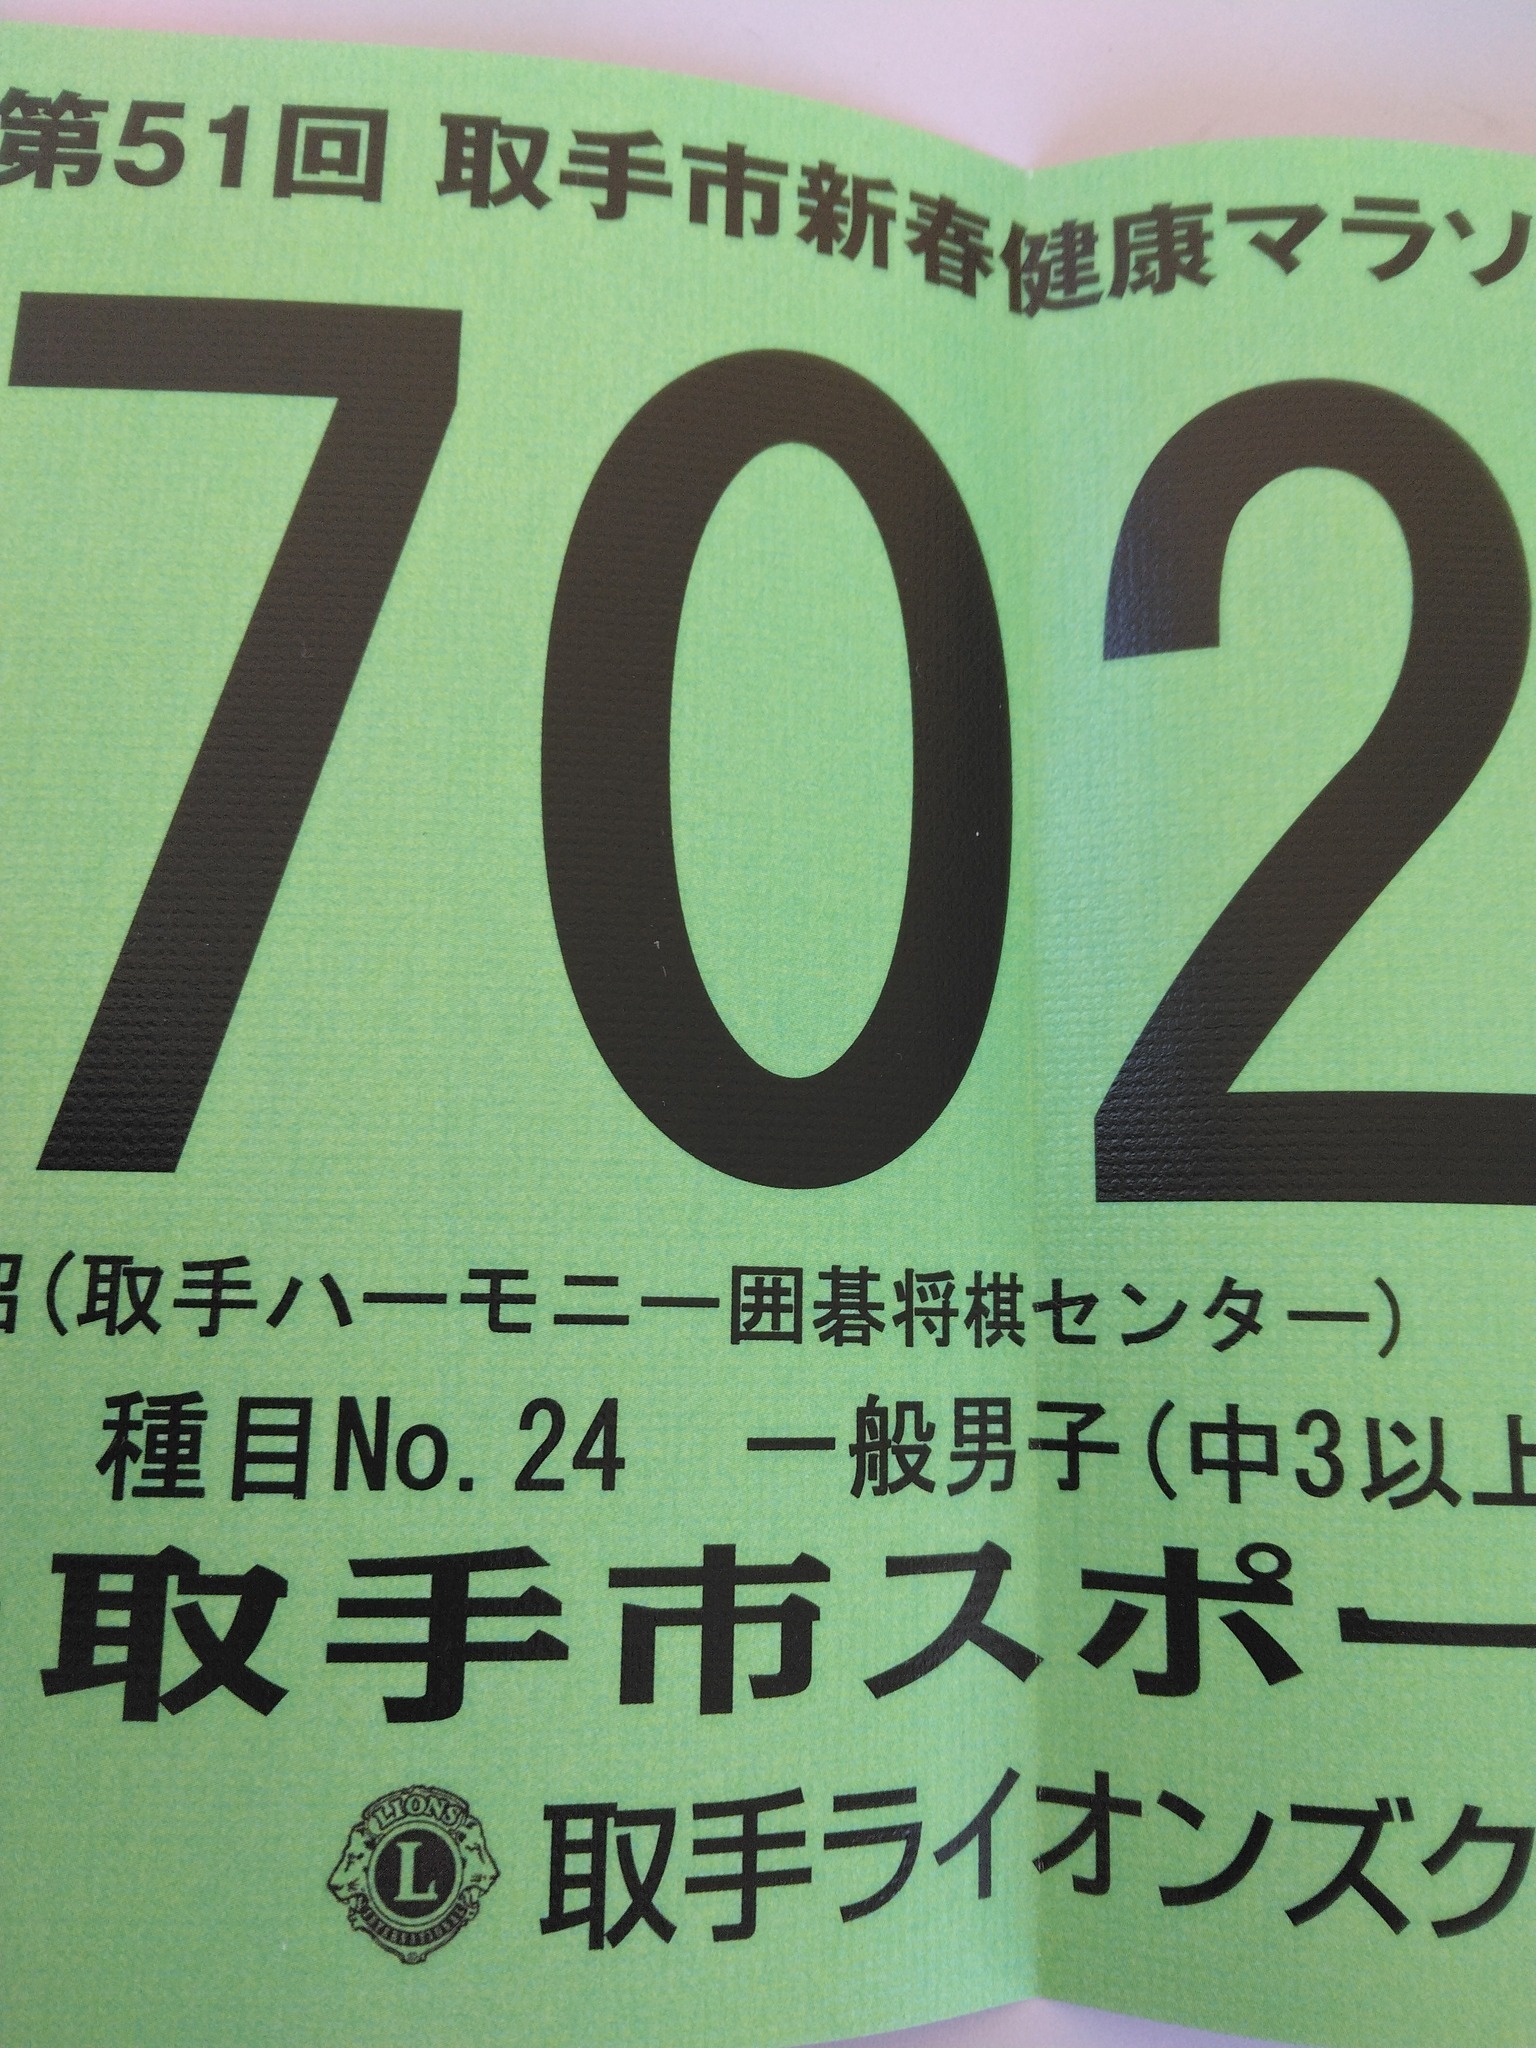 第51回 取手市新春健康マラソ
702
昭(取手ハーモニー囲碁将棋センター)
種目No.24 一般男子(中3以上
取手市スポー
LIONS
L
INTERNATIONAL
取手ライオンズク